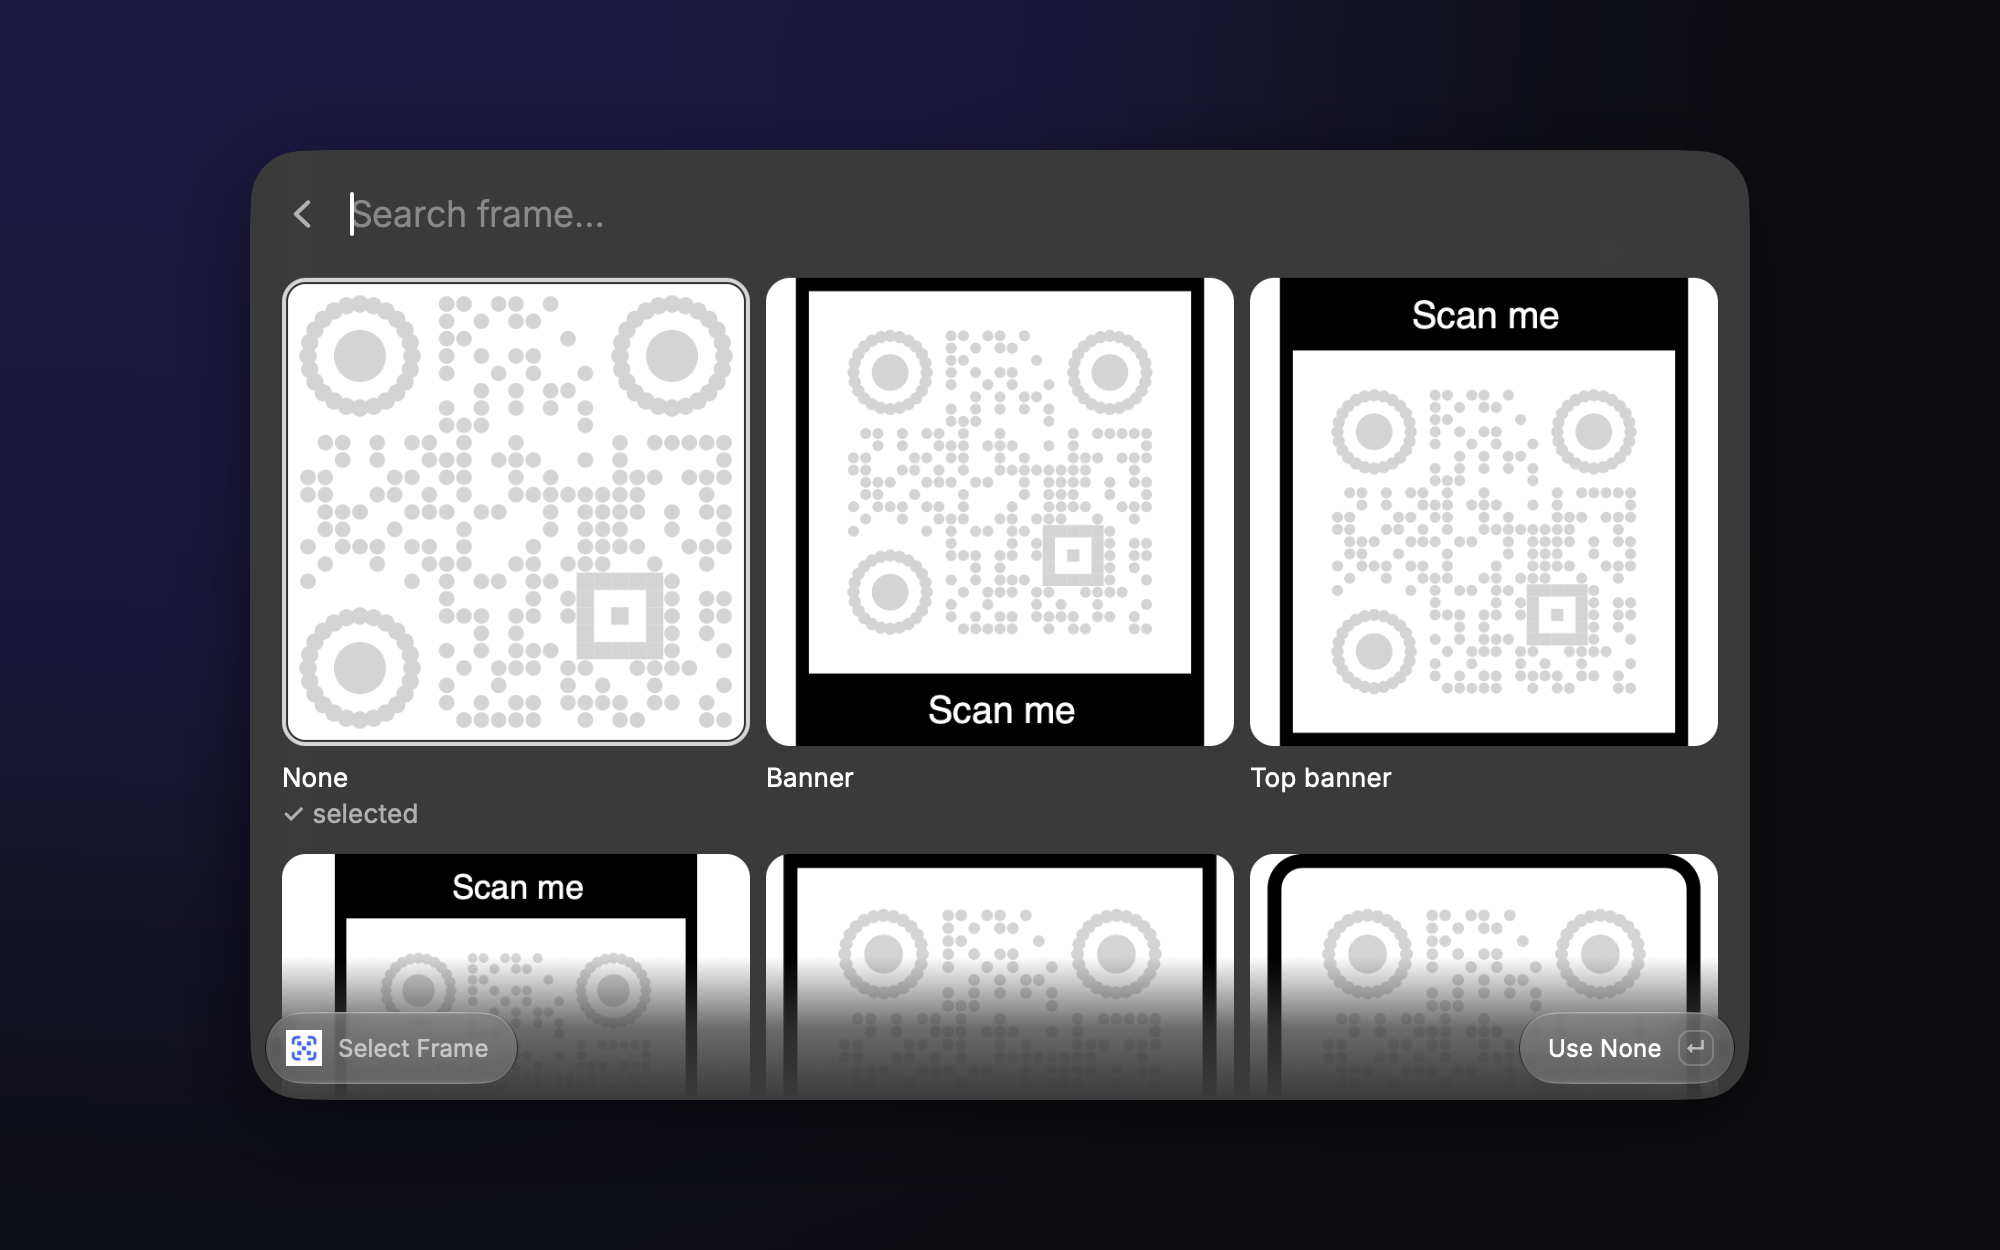 Search frame...
Scan me
Scan me
None
Banner
Top banner
selected
Scan me
Select Frame
Use None